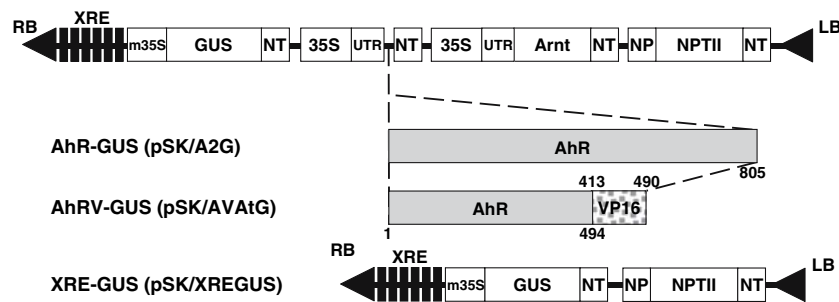 RB XRE LB
m35S GUS NT 35S UTR NT 35S UTR Arnt NT NP NPTII NT
AhR-GUS (pSK/A2G) AhR
805
413 490
AhRV-GUS (pSK/AVAtG) AhR VP16
1 494
RB XRE LB
XRE-GUS (pSK/XREGUS) m35S GUS NT NP NPTII NT